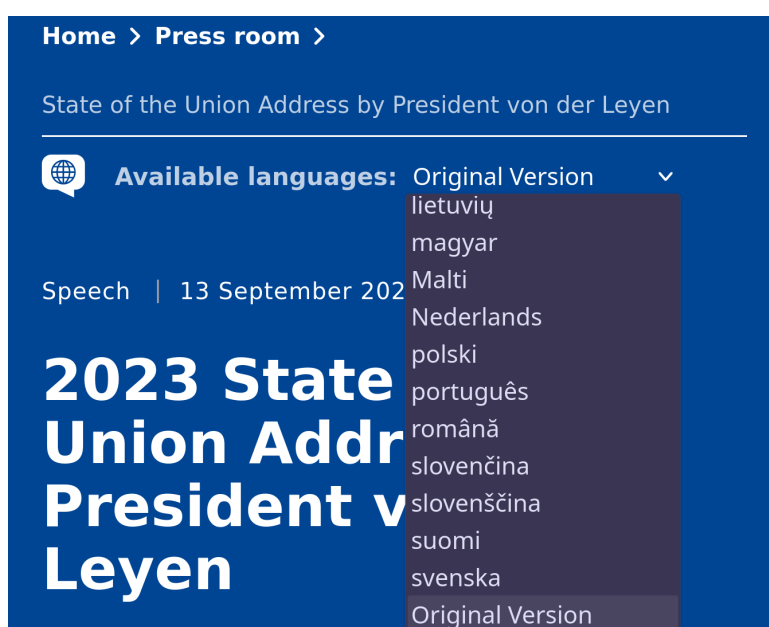 Home > Press room >
State of the Union Address by President von der Leyen
Available languages: Original Version
lietuvių
magyar
Malti
Nederlands
polski
português
română
slovenčina
slovenščina
suomi
svenska
Original Version
Speech | 13 September 202
2023 State
Union Addr
President v
Leyen